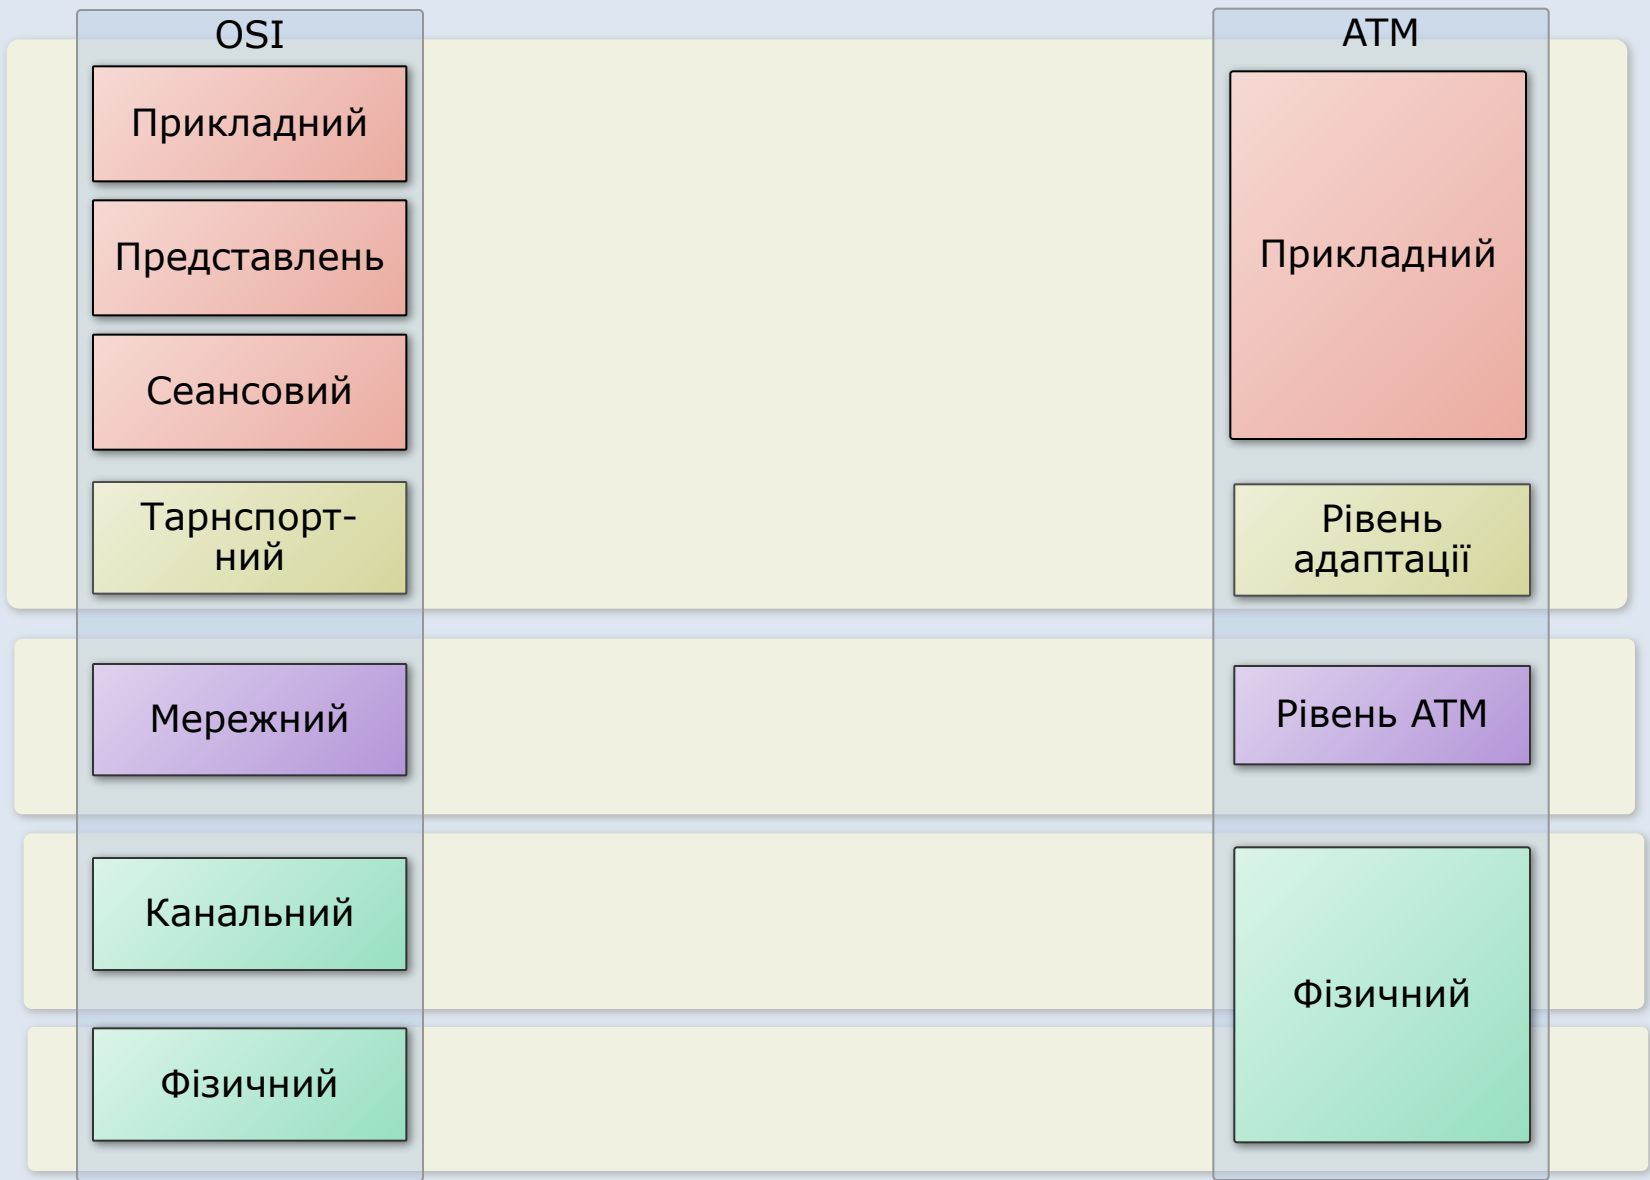 OSI
Прикладний
Представлень
Сеансовий
Тарнспорт-
ний
Мережний
Канальний
Фізичний
ATM
Прикладний
Рівень
адаптації
Рівень ATM
Фізичний